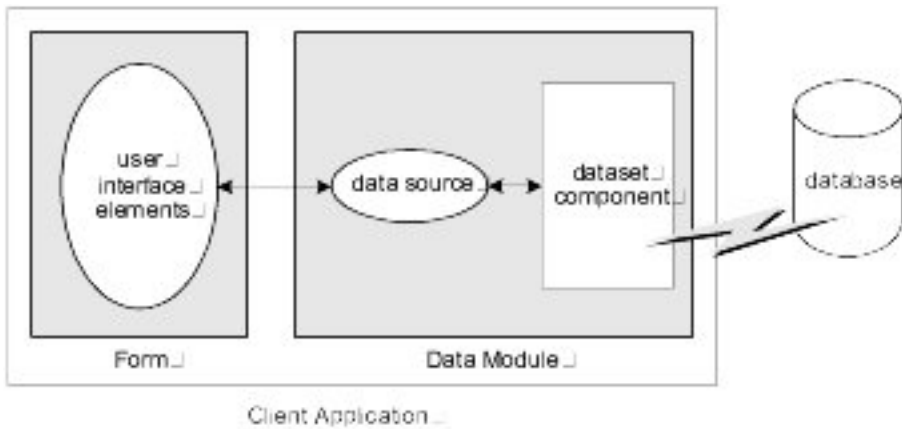 user
interface
elements
data source
dataset
component
database
Form
Data Module
Client Application